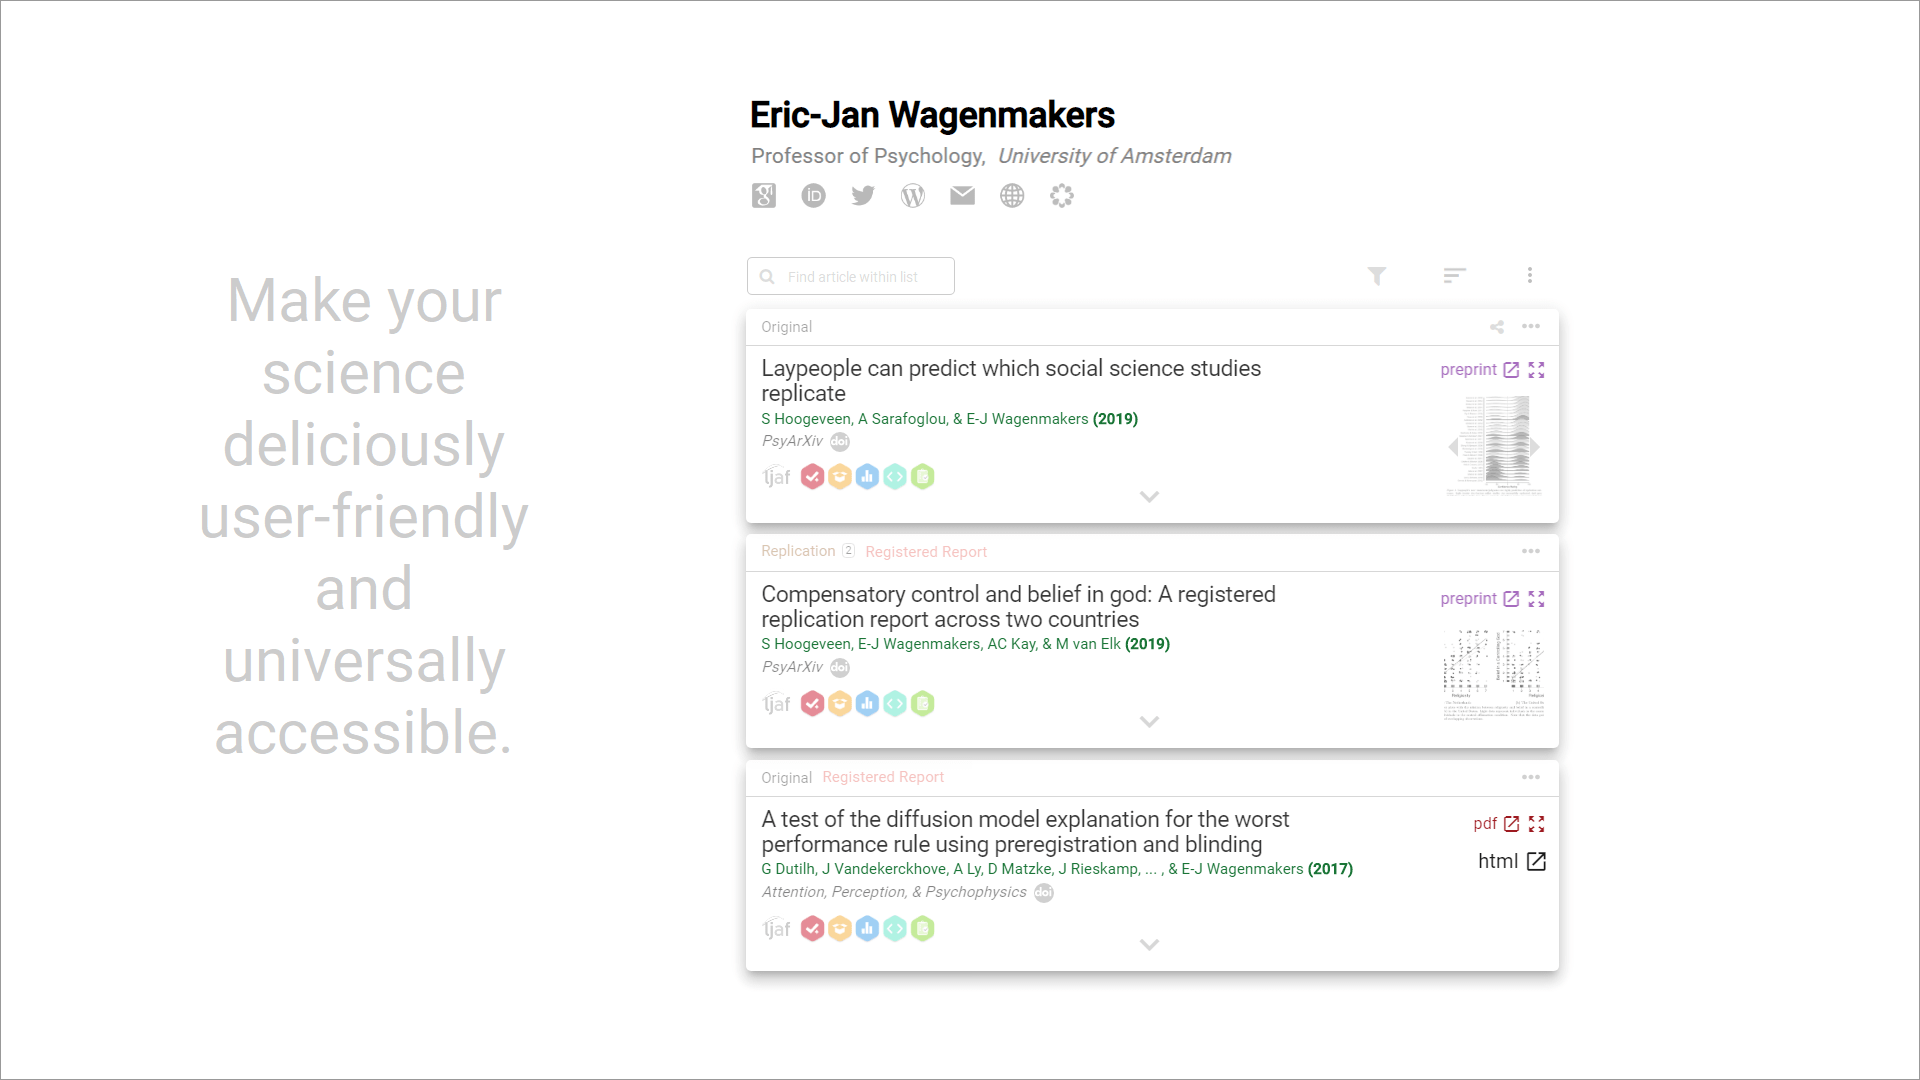 Make your
science
deliciously
user-friendly
and
universally
accessible.
Eric-Jan Wagenmakers
Professor of Psychology, University of Amsterdam
Find article within list
Original
Laypeople can predict which social science studies
replicate
S Hoogeveen, A Sarafoglou, & E-J Wagenmakers (2019)
PsyArXiv doi
tjaf
preprint
Replication 2 Registered Report
Compensatory control and belief in god: A registered
replication report across two countries
S Hoogeveen, E-J Wagenmakers, AC Kay, & M van Elk (2019)
PsyArXiv doi
tjaf
preprint
Original Registered Report
A test of the diffusion model explanation for the worst
performance rule using preregistration and blinding
G Dutilh, J Vandekerckhove, A Ly, D Matzke, J Rieskamp, ... , & E-J Wagenmakers (2017)
Attention, Perception, & Psychophysics doi
tjaf
pdf
html